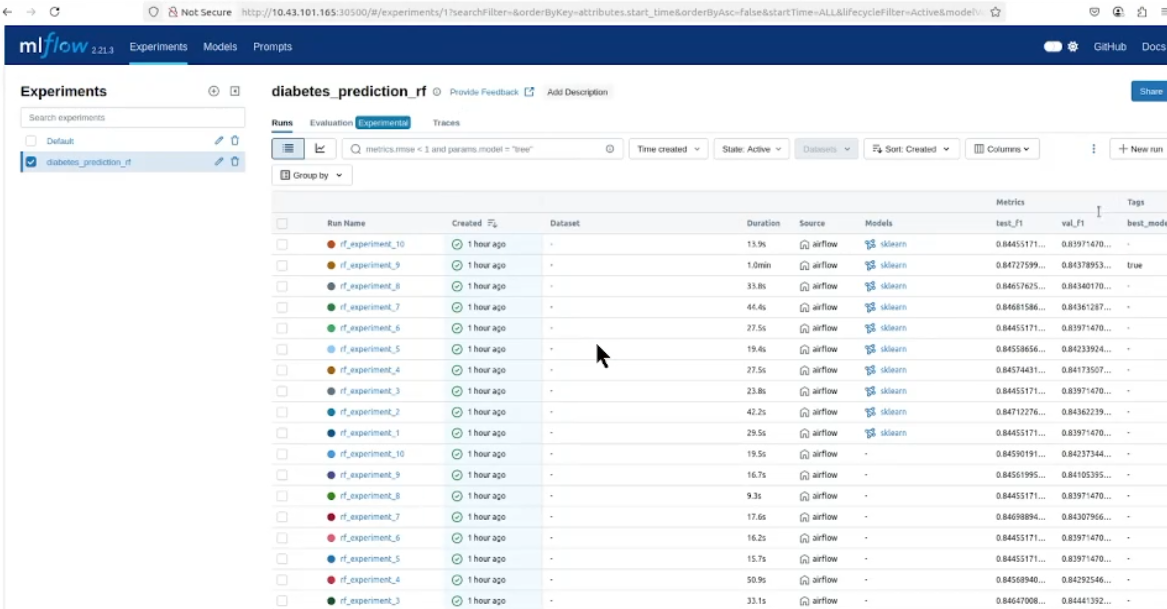 Not Secure http://10.43.101.165:30500/#/experiments/1?searchFilter=&orderByKey=attributes.start_time&orderByAsc=false&startTime=ALL&lifecycleFilter=Active&model
mlflow 2.21.3 Experiments Models Prompts GitHub Docs
Experiments
Search experiments
Default
diabetes_prediction_rf
diabetes_prediction_rf Provide Feedback Add Description Share
Runs Evaluation Experimental Traces
metrics.rmse < 1 and params.model = "tree" Time created State: Active Datasets Sort: Created Columns + New run
Group by
Metrics Tags
Run Name Created Dataset Duration Source Models test_f1 val_f1 best_mode
rf_experiment_10 1 hour ago - 13.9s airflow sklearn 0.84455171... 0.83971470... -
rf_experiment_9 1 hour ago - 1.0min airflow sklearn 0.84727599... 0.84378953... true
rf_experiment_8 1 hour ago - 33.8s airflow sklearn 0.84657625... 0.84340170... -
rf_experiment_7 1 hour ago - 44.4s airflow sklearn 0.84681586... 0.84361287... -
rf_experiment_6 1 hour ago - 27.5s airflow sklearn 0.84455171... 0.83971470... -
rf_experiment_5 1 hour ago - 19.4s airflow sklearn 0.84558656... 0.84233924... -
rf_experiment_4 1 hour ago - 27.5s airflow sklearn 0.84574431... 0.84173507... -
rf_experiment_3 1 hour ago - 23.8s airflow sklearn 0.84455171... 0.83971470... -
rf_experiment_2 1 hour ago - 42.2s airflow sklearn 0.84712276... 0.84362239... -
rf_experiment_1 1 hour ago - 29.5s airflow sklearn 0.84455171... 0.83971470... -
rf_experiment_10 1 hour ago - 19.5s airflow - 0.84590191... 0.84237344... -
rf_experiment_9 1 hour ago - 16.7s airflow - 0.84561995... 0.84105395... -
rf_experiment_8 1 hour ago - 9.3s airflow - 0.84455171... 0.83971470... -
rf_experiment_7 1 hour ago - 17.6s airflow - 0.84698894... 0.84307966... -
rf_experiment_6 1 hour ago - 16.2s airflow - 0.84455171... 0.83971470... -
rf_experiment_5 1 hour ago - 15.7s airflow - 0.84455171... 0.83971470... -
rf_experiment_4 1 hour ago - 50.9s airflow - 0.84568940... 0.84292546... -
rf_experiment_3 1 hour ago - 33.1s airflow - 0.84647008... 0.84441392... -